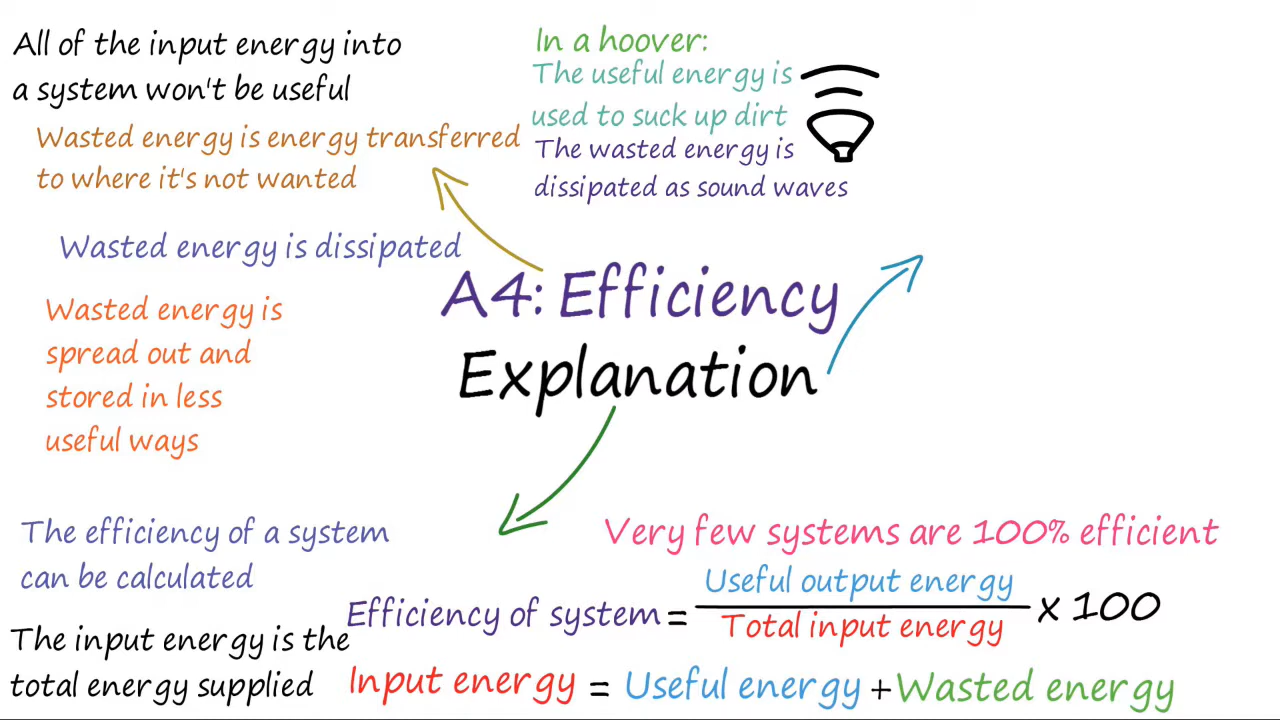 All of the input energy into
a system won't be useful
Wasted energy is energy transferred
to where it's not wanted
Wasted energy is dissipated
Wasted energy is
spread out and
stored in less
useful ways
In a hoover:
The useful energy is
used to suck up dirt
The wasted energy is
dissipated as sound waves
A4: Efficiency
Explanation
The efficiency of a system
can be calculated
The input energy is the
total energy supplied
Very few systems are 100% efficient
Efficiency of system = Useful output energy
Total input energy x 100
Input energy = Useful energy + Wasted energy